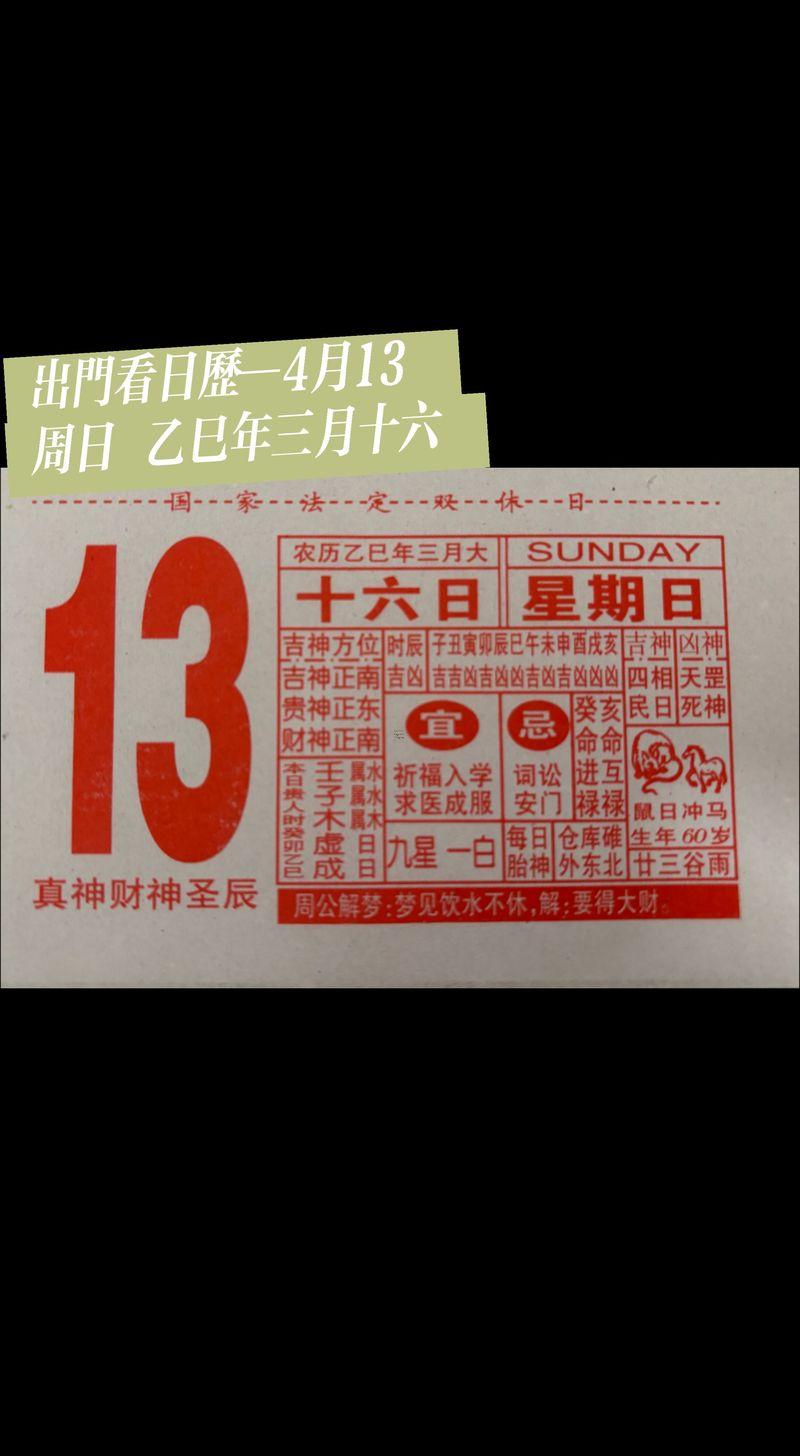 出門看日歷—4月13
周日 乙巳年三月十六
国家法定双休日
13
真神财神圣辰
农历乙巳年三月大
十六日
SUNDAY
星期日
吉神方位
吉神正南
贵神正东
财神正南
时辰 子丑寅卯辰巳午未申酉戌亥
吉凶 吉吉凶吉凶吉凶凶吉凶凶凶
吉神
四相
民日
凶神
天罡
死神
宜
祈福入学
求医成服
忌
词讼
安门
癸亥
命命
进互
禄禄
鼠日冲马
生年60岁
本日贵人时癸卯乙巳
壬属水
子属水
木属木
虚日
成日
九星一白
每日
胎神
仓库碓
外东北
廿三谷雨
周公解梦:梦见饮水不休,解:要得大财。